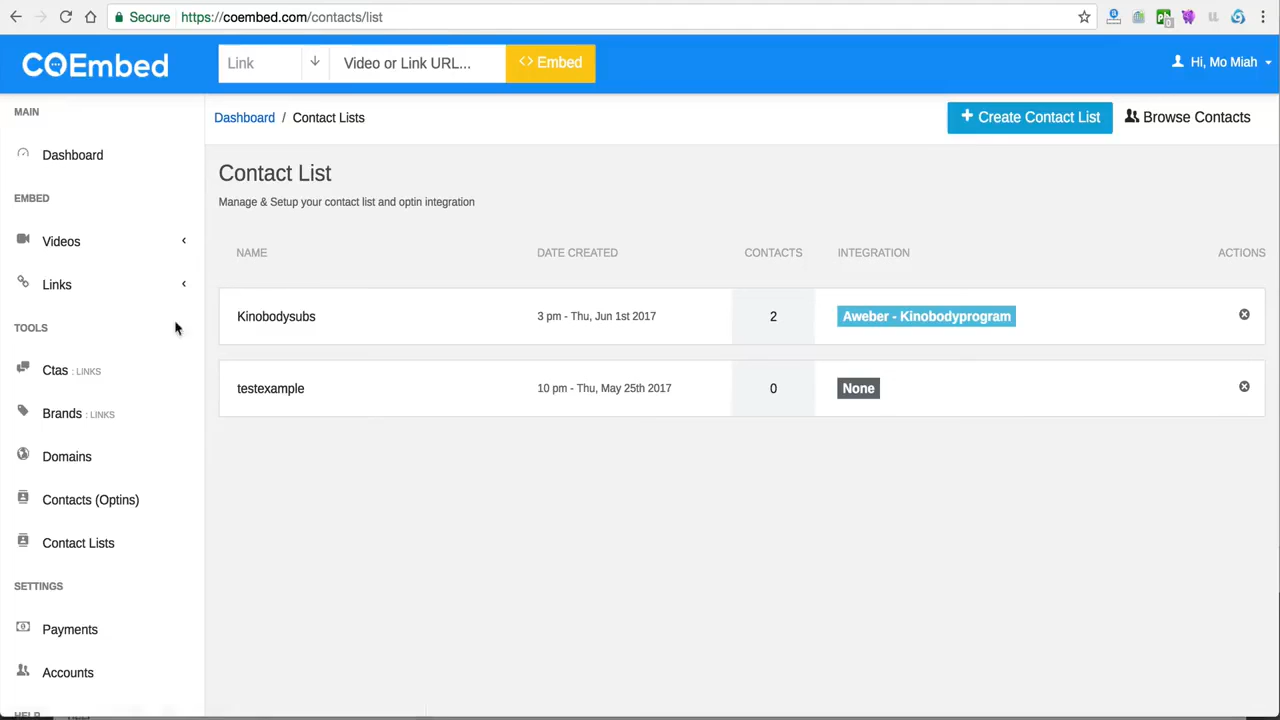 Secure https://coembed.com/contacts/list
COEmbed
Link
Video or Link URL...
<> Embed
Hi, Mo Miah
MAIN
Dashboard
EMBED
Videos
Links
TOOLS
Ctas : LINKS
Brands : LINKS
Domains
Contacts (Optins)
Contact Lists
SETTINGS
Payments
Accounts
HELP
Dashboard / Contact Lists
+ Create Contact List
Browse Contacts
Contact List
Manage & Setup your contact list and optin integration
NAME DATE CREATED CONTACTS INTEGRATION ACTIONS
Kinobodysubs 3 pm - Thu, Jun 1st 2017 2 Aweber - Kinobodyprogram
testexample 10 pm - Thu, May 25th 2017 0 None